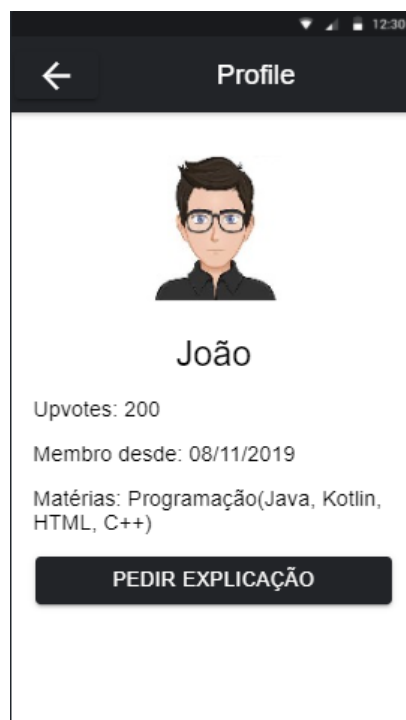 12:30
Profile
João
Upvotes: 200
Membro desde: 08/11/2019
Matérias: Programação(Java, Kotlin,
HTML, C++)
PEDIR EXPLICAÇÃO